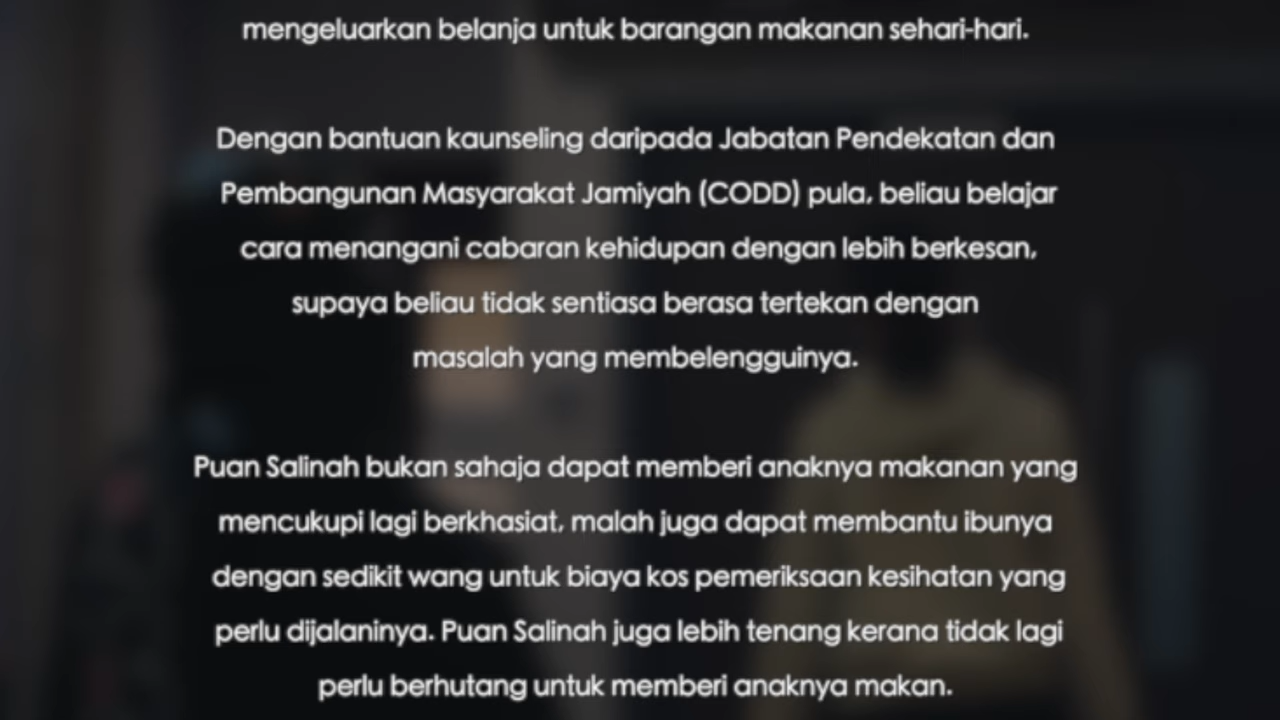 mengeluarkan belanja untuk barangan makanan sehari-hari.
Dengan bantuan kaunseling daripada Jabatan Pendekatan dan
Pembangunan Masyarakat Jamiyah (CODD) pula, beliau belajar
cara menangani cabaran kehidupan dengan lebih berkesan,
supaya beliau tidak sentiasa berasa tertekan dengan
masalah yang membelengguinya.
Puan Salinah bukan sahaja dapat memberi anaknya makanan yang
mencukupi lagi berkhasiat, malah juga dapat membantu ibunya
dengan sedikit wang untuk biaya kos pemeriksaan kesihatan yang
perlu dijalaninya. Puan Salinah juga lebih tenang kerana tidak lagi
perlu berhutang untuk memberi anaknya makan.